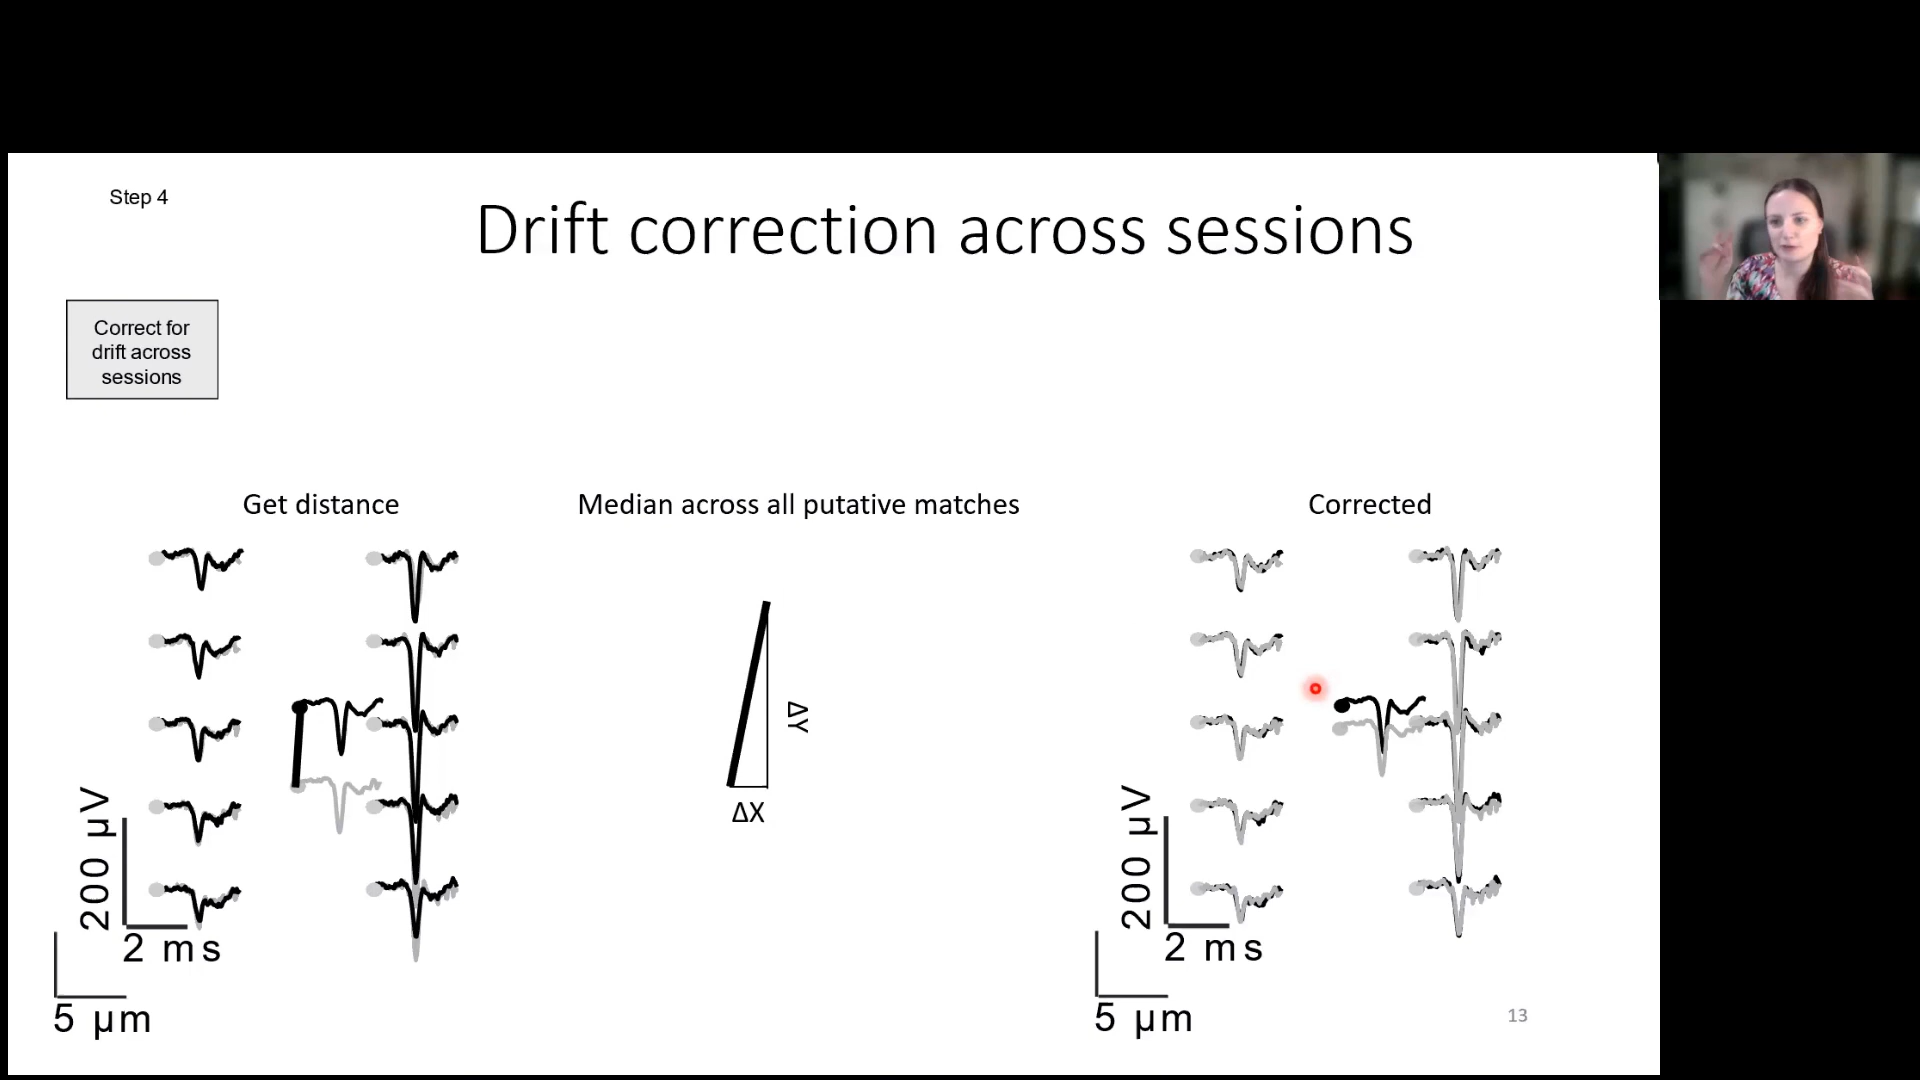 Step 4
Drift correction across sessions
Correct for
drift across
sessions
Get distance
Median across all putative matches
Corrected
ΔY
ΔX
200 µV
2 ms
5 µm
200 µV
2 ms
5 µm
13